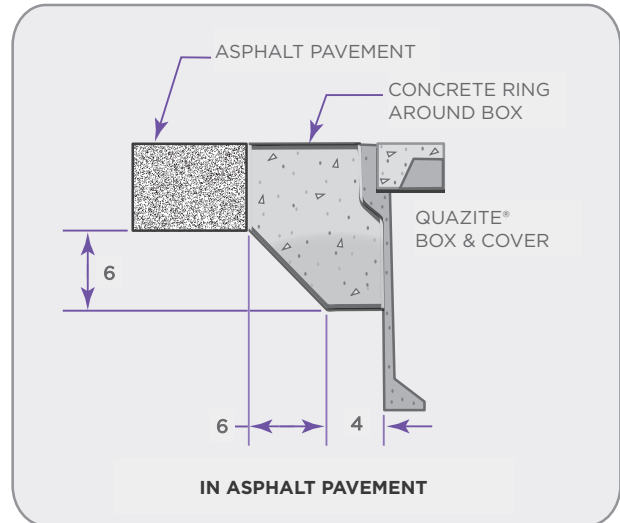 ASPHALT PAVEMENT
CONCRETE RING
AROUND BOX
QUAZITE®
BOX & COVER
6
6
4
IN ASPHALT PAVEMENT